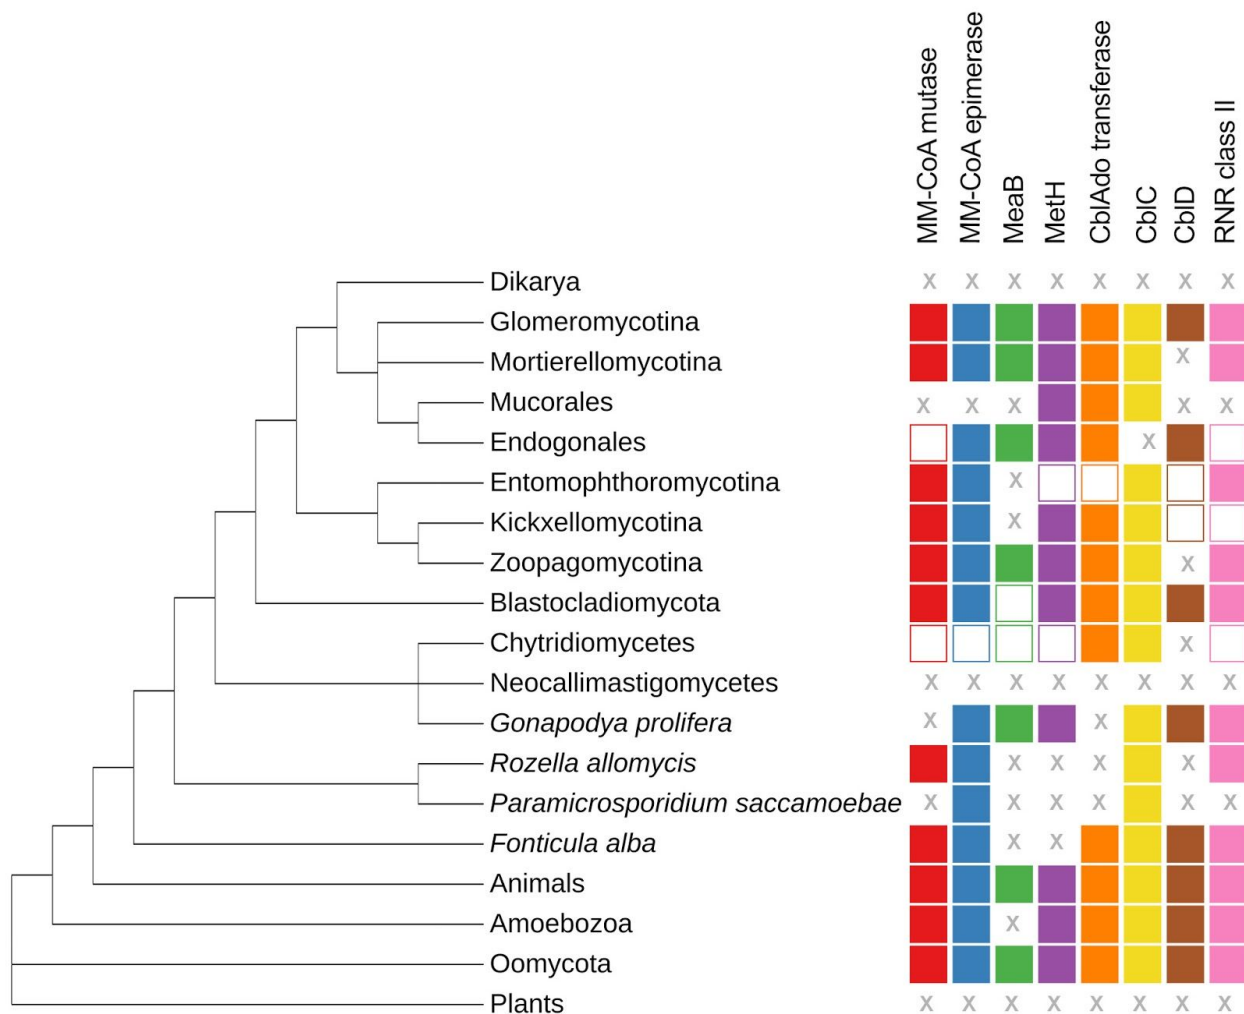 MM-CoA mutase
MM-CoA epimerase
MeaB
MetH
CblAdo transferase
CblC
CblD
RNR class II
Dikarya X X X X X X X X
Glomeromycotina
Mortierellomycotina X
Mucorales X X X X X
Endogonales X
Entomophthoromycotina X
Kickxellomycotina X
Zoopagomycotina X
Blastocladiomycota
Chytridiomycetes X
Neocallimastigomycetes X X X X X X X X
Gonapodya prolifera X X
Rozella allomycis X X X X
Paramicrosporidium saccamoebae X X X X X X
Fonticula alba X X
Animals
Amoebozoa X
Oomycota
Plants X X X X X X X X